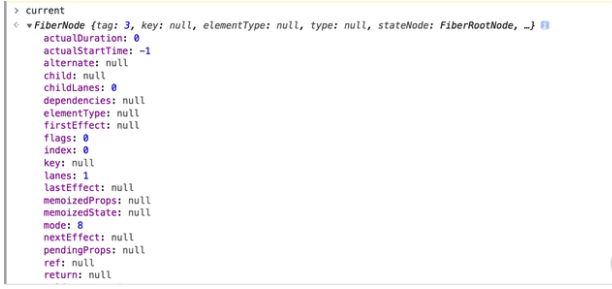 > current
< ▾FiberNode {tag: 3, key: null, elementType: null, type: null, stateNode: FiberRootNode, …} i
actualDuration: 0
actualStartTime: -1
alternate: null
child: null
childLanes: 0
dependencies: null
elementType: null
firstEffect: null
flags: 0
index: 0
key: null
lanes: 1
lastEffect: null
memoizedProps: null
memoizedState: null
mode: 8
nextEffect: null
pendingProps: null
ref: null
return: null